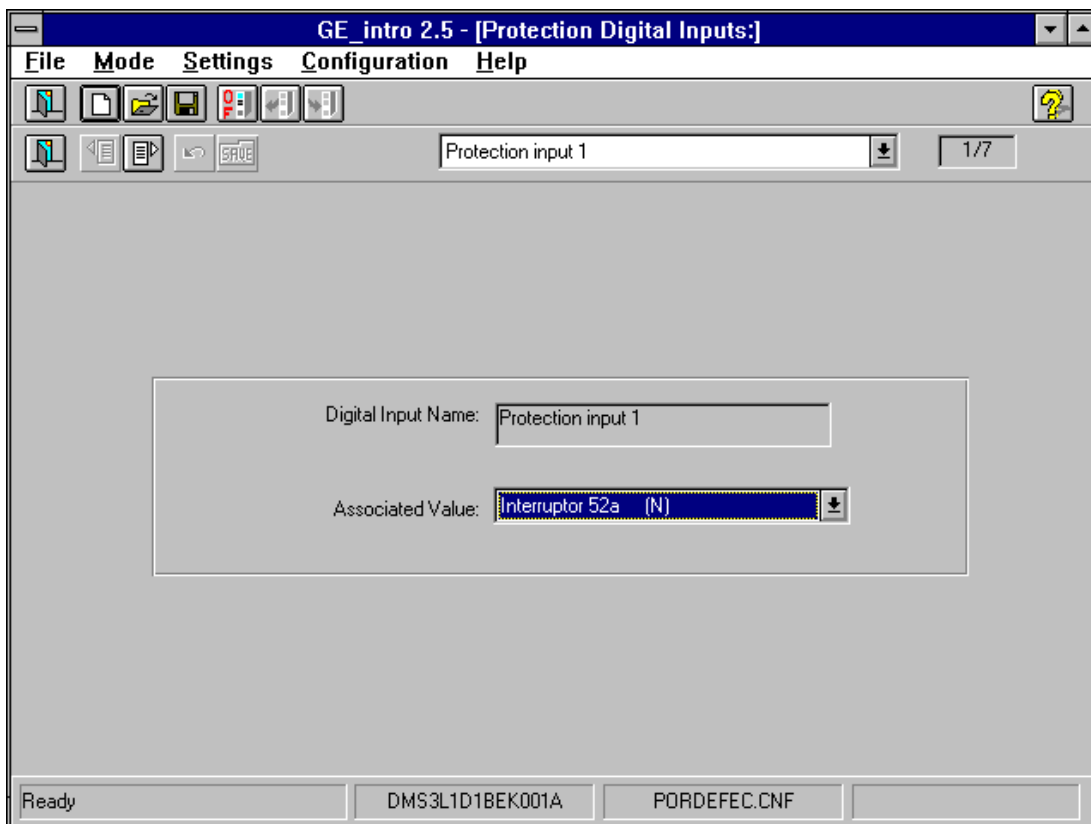 GE_intro 2.5 - [Protection Digital Inputs:]
File Mode Settings Configuration Help
O
F
SAVE Protection input 1 1/7
Digital Input Name: Protection input 1
Associated Value: Interruptor 52a (N)
Ready DMS3L1D1BEK001A PORDEFEC.CNF